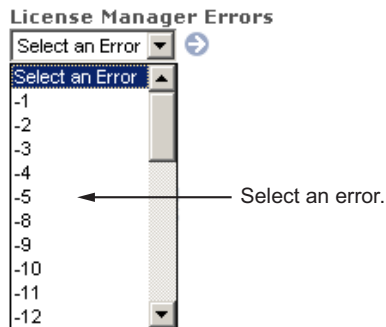 License Manager Errors
Select an Error
Select an Error
-1
-2
-3
-4
-5
Select an error.
-8
-9
-10
-11
-12